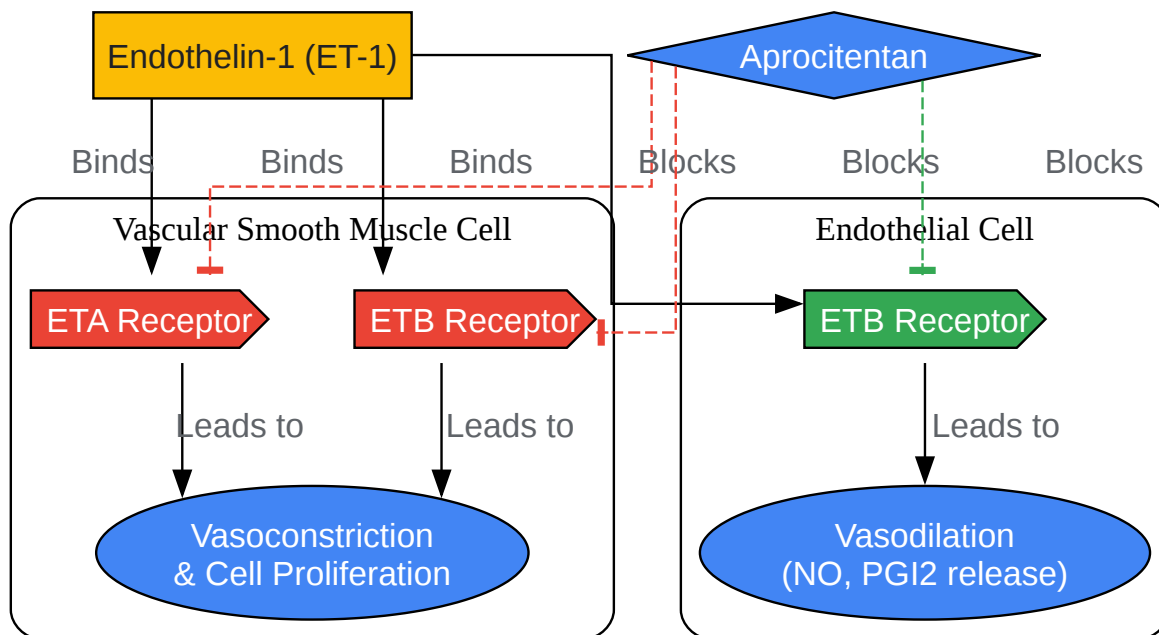 Endothelin-1 (ET-1)
Aprocitentan
Binds
Binds
Binds
Blocks
Blocks
Blocks
Vascular Smooth Muscle Cell
Endothelial Cell
ETA Receptor
ETB Receptor
ETB Receptor
Leads to
Leads to
Leads to
Vasoconstriction
& Cell Proliferation
Vasodilation
(NO, PGI2 release)